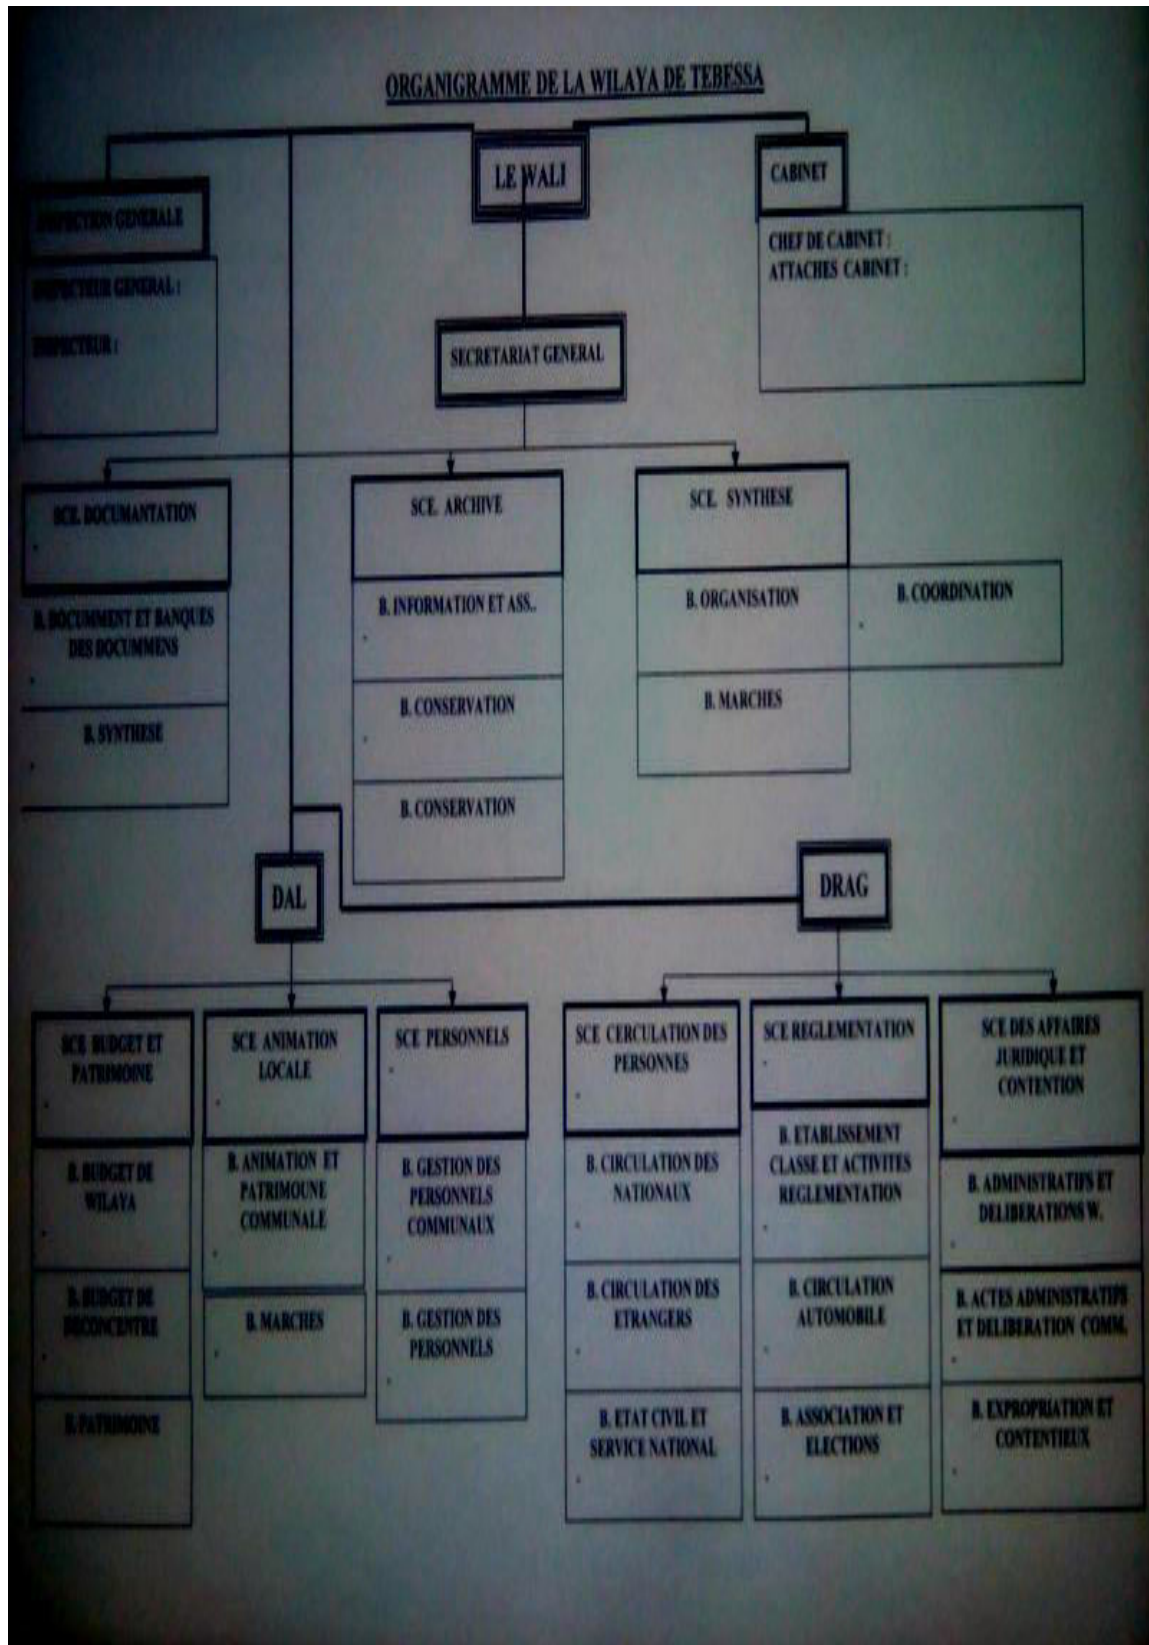 ORGANIGRAMME DE LA WILAYA DE TEBESSA
LE WALI
CABINET
INSPECTION GENERALE
CHEF DE CABINET :
ATTACHES CABINET :
INSPECTEUR GENERAL :
INSPECTEUR :
SECRETARIAT GENERAL
SCE. DOCUMANTATION
B. DOCUMMENT ET BANQUES
DES DOCUMMENS
B. SYNTHESE
SCE. ARCHIVE
B. INFORMATION ET ASS..
B. CONSERVATION
B. CONSERVATION
SCE. SYNTHESE
B. ORGANISATION
B. COORDINATION
B. MARCHES
DAL
DRAG
SCE BUDGET ET
PATRIMOINE
B. BUDGET DE
WILAYA
B. BUDGET DE
DECONCENTRE
B. PATRIMOINE
SCE ANIMATION
LOCALE
B. ANIMATION ET
PATRIMOUNE
COMMUNALE
B. MARCHES
SCE PERSONNELS
B. GESTION DES
PERSONNELS
COMMUNAUX
B. GESTION DES
PERSONNELS
SCE CERCULATION DES
PERSONNES
B. CIRCULATION DES
NATIONAUX
B. CIRCULATION DES
ETRANGERS
B. ETAT CIVIL ET
SERVICE NATIONAL
SCE REGLEMENTATION
B. ETABLISSEMENT
CLASSE ET ACTIVITES
REGLEMENTATION
B. CIRCULATION
AUTOMOBILE
B. ASSOCIATION ET
ELECTIONS
SCE DES AFFAIRES
JURIDIQUE ET
CONTENTION
B. ADMINISTRATIFS ET
DELIBERATIONS W.
B. ACTES ADMINISTRATIFS
ET DELIBERATION COMM.
B. EXPROPRIATION ET
CONTENTIEUX